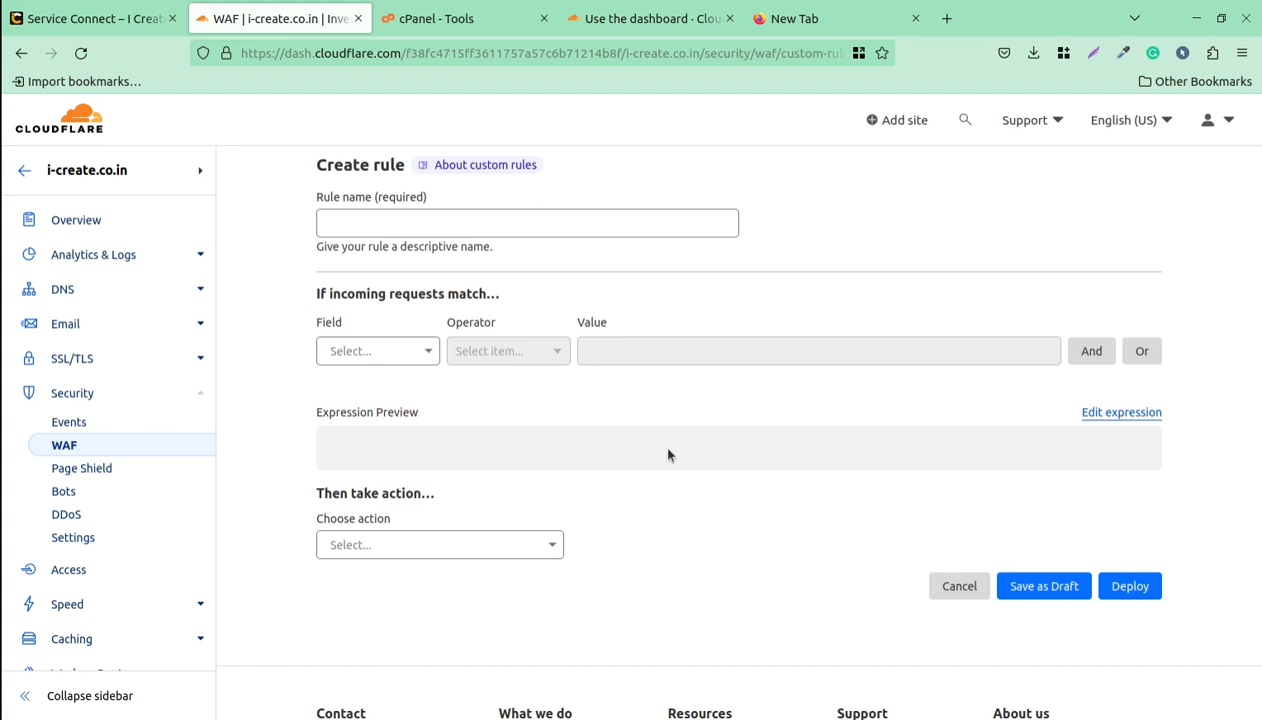 Service Connect – I Creat
WAF | i-create.co.in | Inve
cPanel - Tools
Use the dashboard · Clou
New Tab
https://dash.cloudflare.com/f38fc4715ff3611757a57c6b71214b8f/i-create.co.in/security/waf/custom-rul
Import bookmarks…
Other Bookmarks
CLOUDFLARE
Add site
Support
English (US)
i-create.co.in
Overview
Analytics & Logs
DNS
Email
SSL/TLS
Security
Events
WAF
Page Shield
Bots
DDoS
Settings
Access
Speed
Caching
Collapse sidebar
Create rule
About custom rules
Rule name (required)
Give your rule a descriptive name.
If incoming requests match…
Field Operator Value
Select... Select item... And Or
Expression Preview Edit expression
Then take action…
Choose action
Select...
Cancel Save as Draft Deploy
Contact What we do Resources Support About us